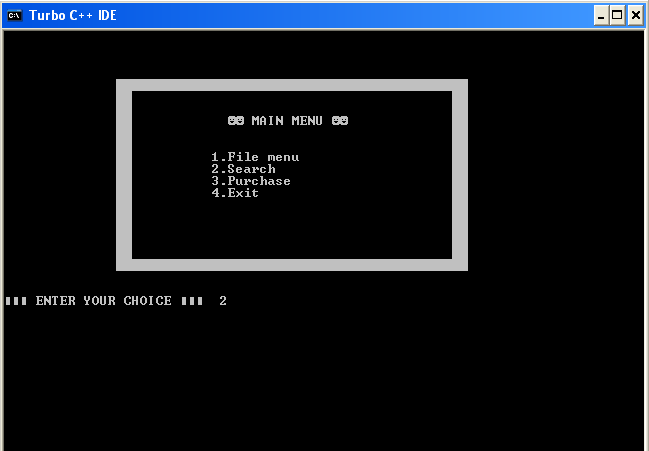 Turbo C++ IDE
☻☻ MAIN MENU ☻☻
1.File menu
2.Search
3.Purchase
4.Exit
▮▮▮ ENTER YOUR CHOICE ▮▮▮ 2